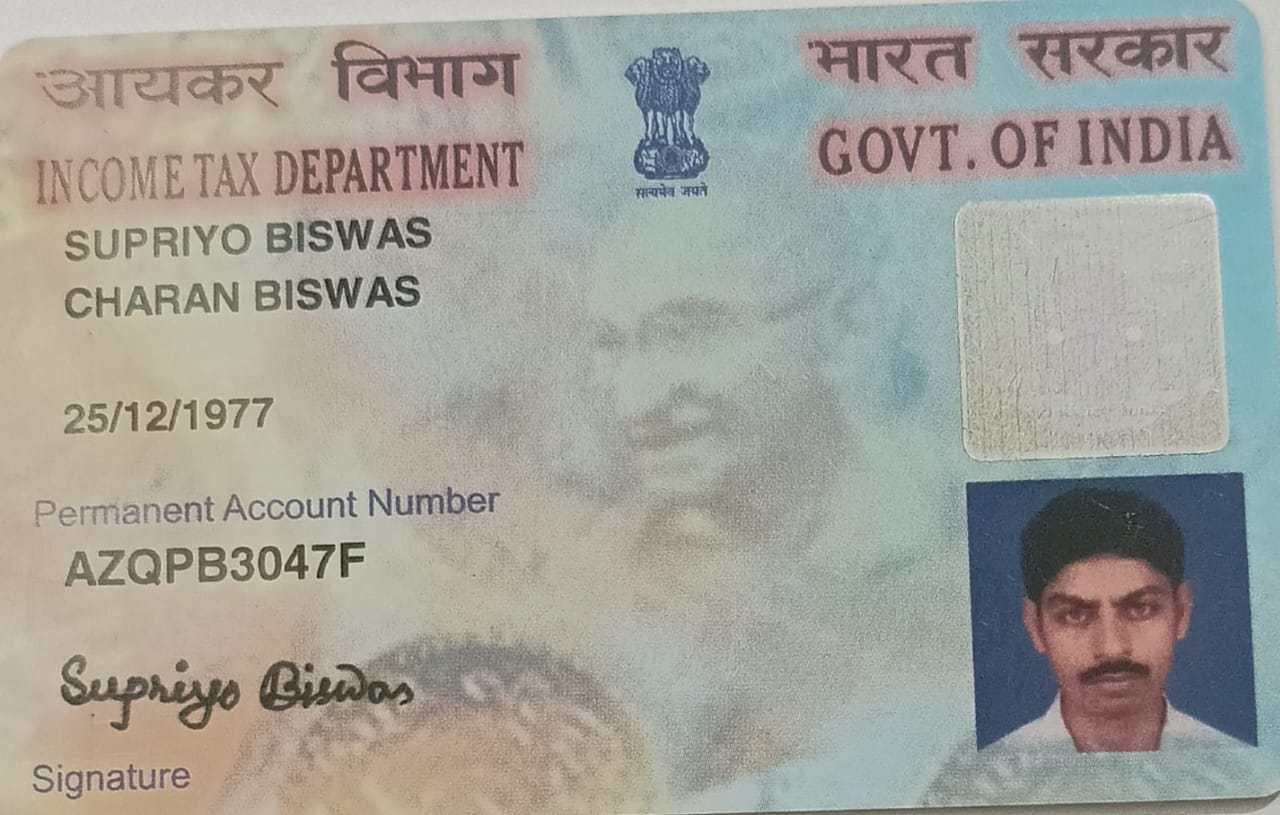 आयकर विभाग
भारत सरकार
INCOME TAX DEPARTMENT
GOVT. OF INDIA
सत्यमेव जयते
SUPRIYO BISWAS
CHARAN BISWAS
25/12/1977
Permanent Account Number
AZQPB3047F
Supriyo Biswas
Signature